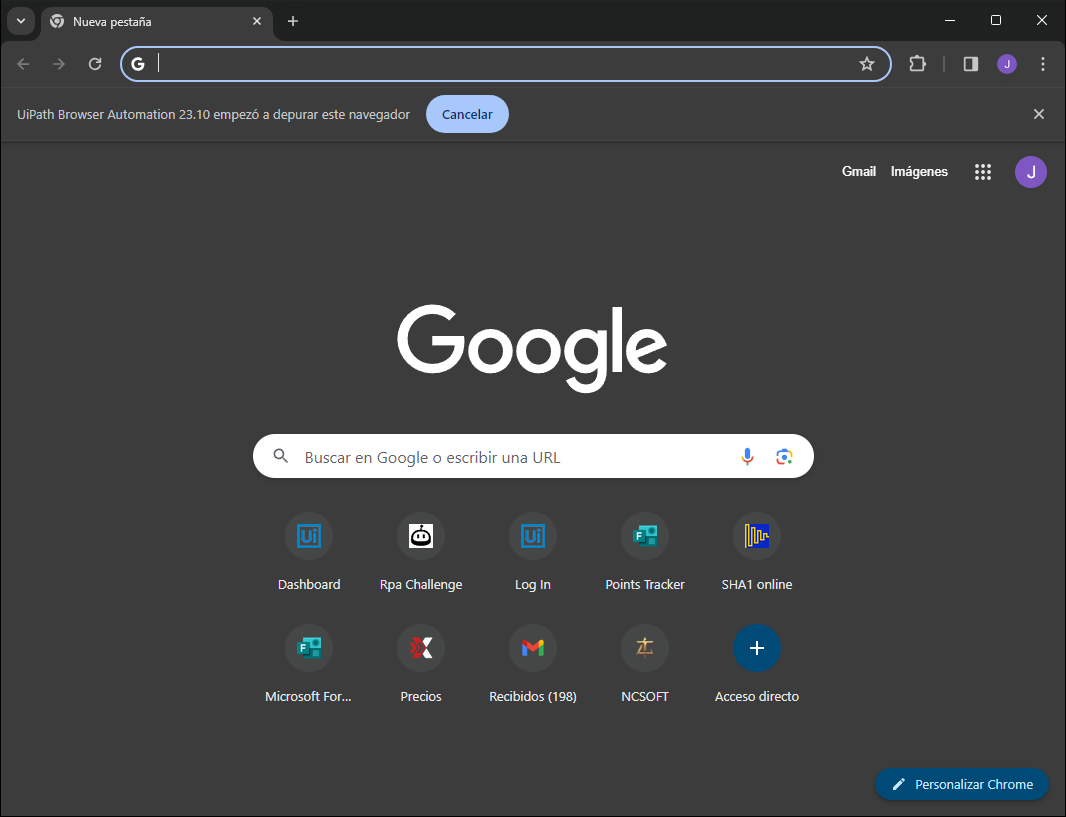 Nueva pestaña
UiPath Browser Automation 23.10 empezó a depurar este navegador
Cancelar
J
Gmail
Imágenes
J
Google
Buscar en Google o escribir una URL
Ui
Dashboard
Rpa Challenge
Ui
Log In
F
Points Tracker
SHA1 online
F
Microsoft For...
Precios
Recibidos (198)
NCSOFT
Acceso directo
Personalizar Chrome